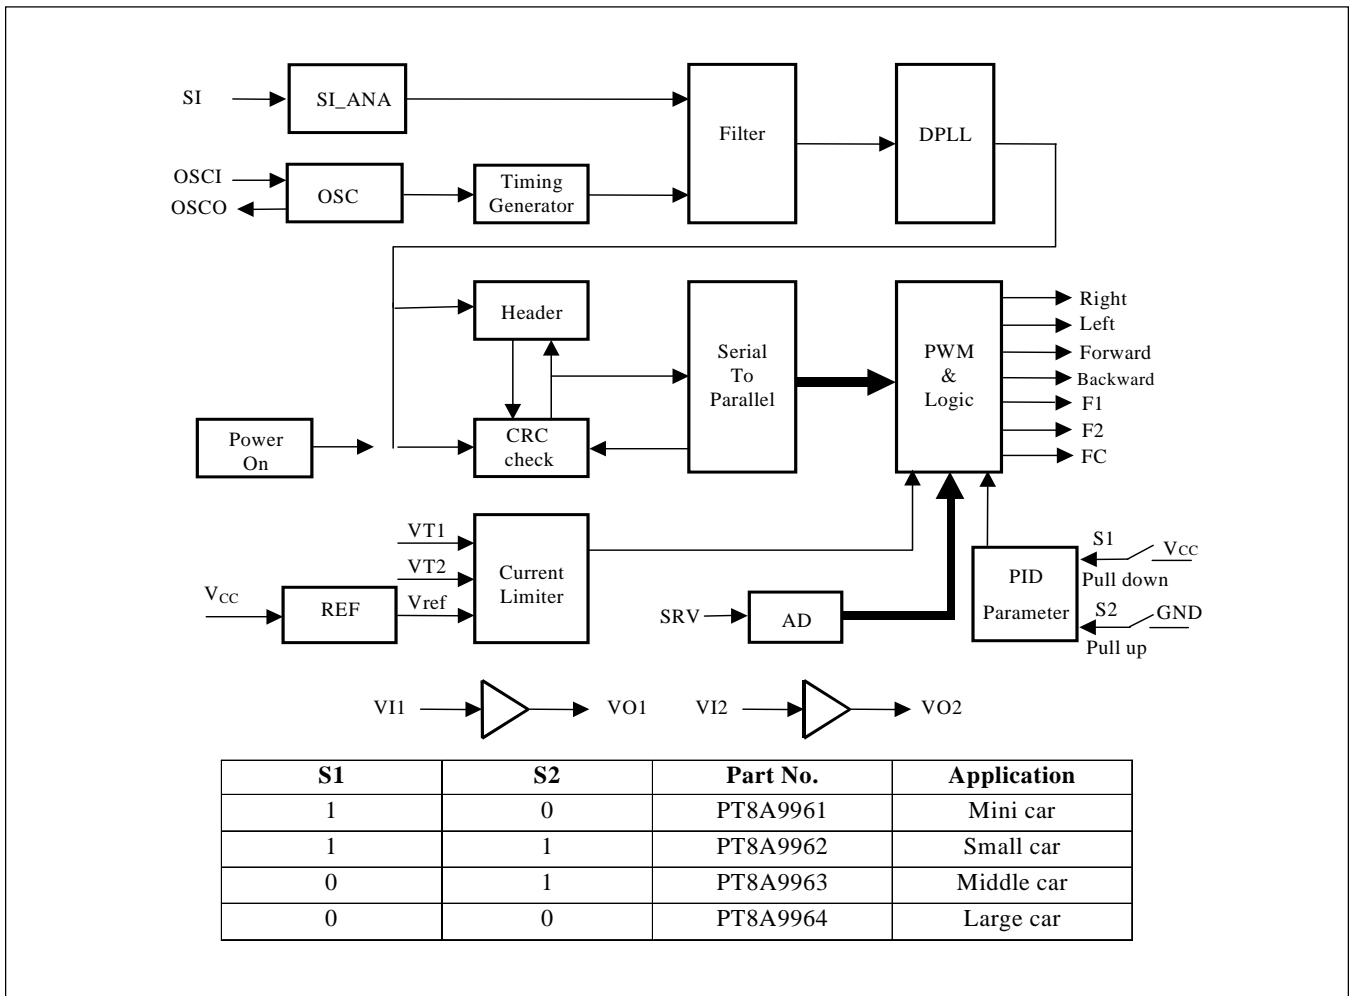 SI
SI_ANA
Filter
DPLL
OSCI
OSCO
OSC
Timing
Generator
Header
Serial
To
Parallel
PWM
&
Logic
Right
Left
Forward
Backward
F1
F2
FC
Power
On
CRC
check
VT1
VT2
Vref
VCC
REF
Current
Limiter
SRV
AD
PID
Parameter
S1
VCC
Pull down
S2
GND
Pull up
VI1
VO1
VI2
VO2
S1 S2 Part No. Application
1 0 PT8A9961 Mini car
1 1 PT8A9962 Small car
0 1 PT8A9963 Middle car
0 0 PT8A9964 Large car